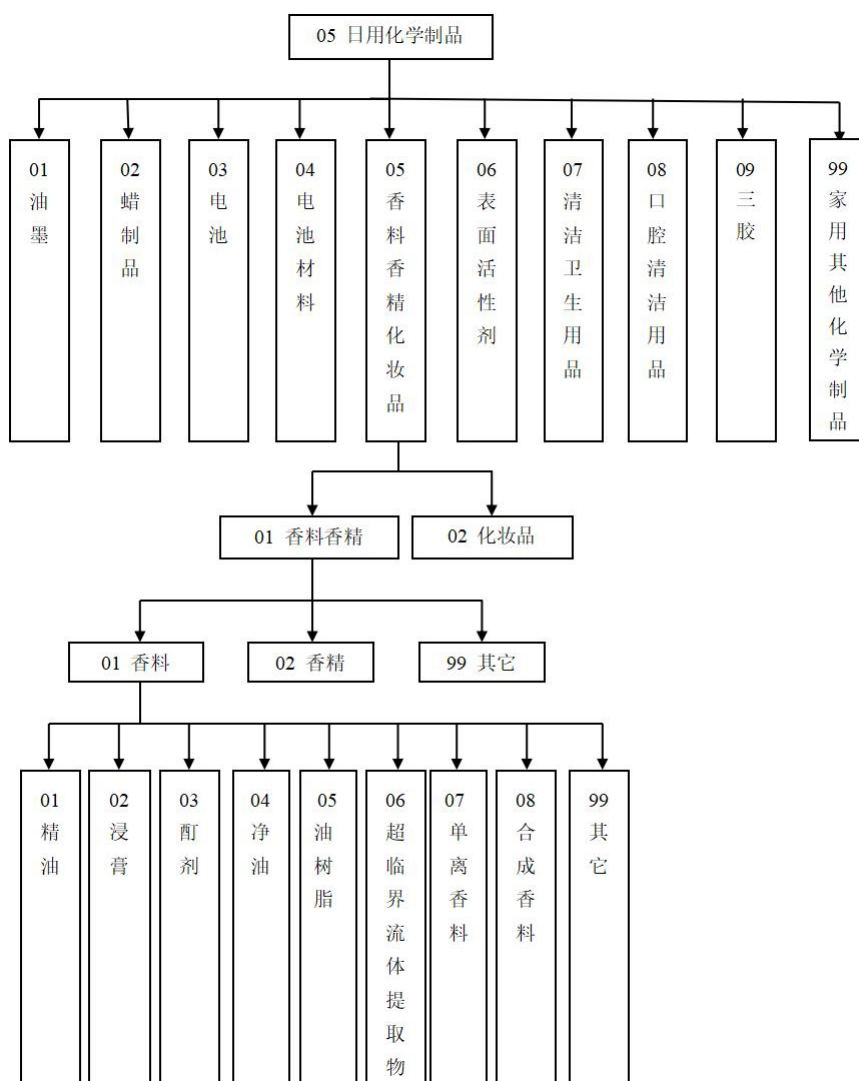 05 日用化学制品
01 油墨
02 蜡制品
03 电池
04 电池材料
05 香料香精化妆品
06 表面活性剂
07 清洁卫生用品
08 口腔清洁用品
09 三胶
99 家用其他化学制品
01 香料香精
02 化妆品
01 香料
02 香精
99 其它
01 精油
02 浸膏
03 酊剂
04 净油
05 油树脂
06 超临界流体提取物
07 单离香料
08 合成香料
99 其它